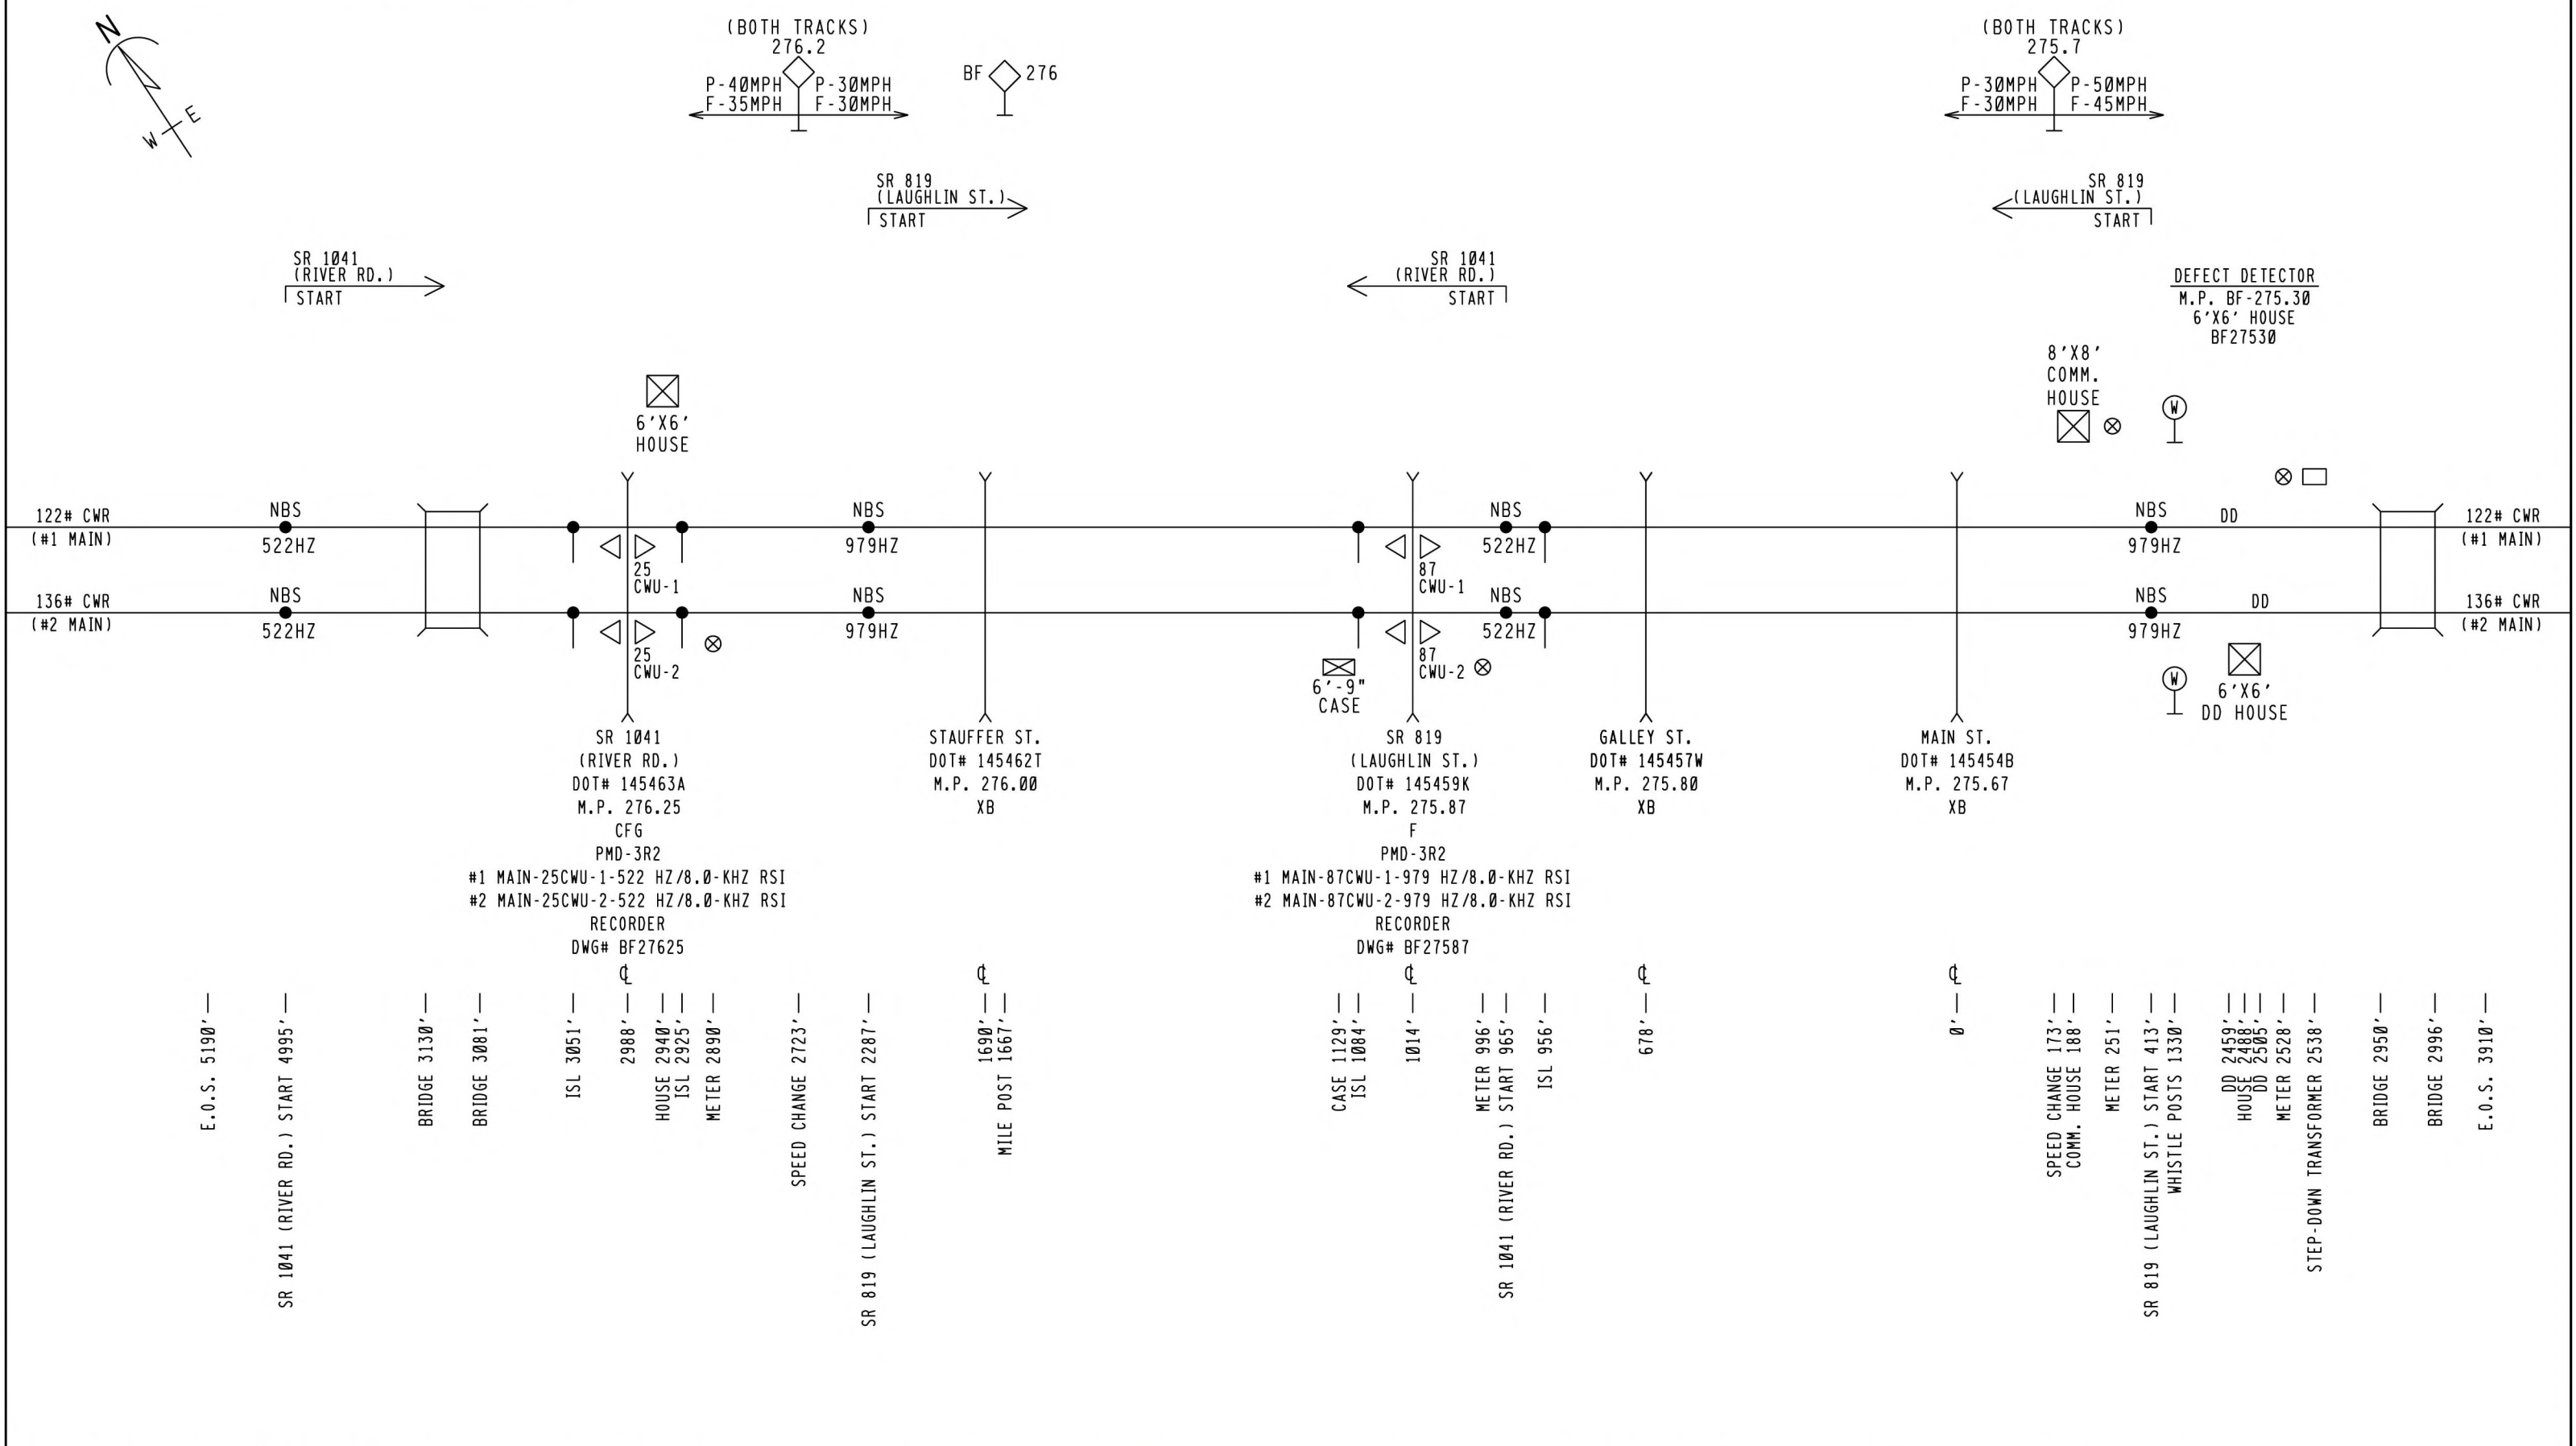 N
W
E
(BOTH TRACKS)
276.2
P-40MPH P-30MPH
F-35MPH F-30MPH
BF 276
(BOTH TRACKS)
275.7
P-30MPH P-50MPH
F-30MPH F-45MPH
SR 819
(LAUGHLIN ST.)
START
SR 819
(LAUGHLIN ST.)
START
SR 1041
(RIVER RD.)
START
SR 1041
(RIVER RD.)
START
DEFECT DETECTOR
M.P. BF-275.30
6'X6' HOUSE
BF27530
8'X8'
COMM.
HOUSE
W
6'X6'
HOUSE
122# CWR
(#1 MAIN)
NBS
522HZ
NBS
979HZ
NBS
522HZ
NBS
979HZ
DD
122# CWR
(#1 MAIN)
25
CWU-1
87
CWU-1
136# CWR
(#2 MAIN)
NBS
522HZ
NBS
979HZ
NBS
522HZ
NBS
979HZ
DD
136# CWR
(#2 MAIN)
25
CWU-2
87
CWU-2
6'-9"
CASE
W
6'X6'
DD HOUSE
SR 1041
(RIVER RD.)
DOT# 145463A
M.P. 276.25
CFG
PMD-3R2
#1 MAIN-25CWU-1-522 HZ/8.0-KHZ RSI
#2 MAIN-25CWU-2-522 HZ/8.0-KHZ RSI
RECORDER
DWG# BF27625
STAUFFER ST.
DOT# 145462T
M.P. 276.00
XB
SR 819
(LAUGHLIN ST.)
DOT# 145459K
M.P. 275.87
F
PMD-3R2
#1 MAIN-87CWU-1-979 HZ/8.0-KHZ RSI
#2 MAIN-87CWU-2-979 HZ/8.0-KHZ RSI
RECORDER
DWG# BF27587
GALLEY ST.
DOT# 145457W
M.P. 275.80
XB
MAIN ST.
DOT# 145454B
M.P. 275.67
XB
℄
℄
℄
℄
℄
E.O.S. 5190'
SR 1041 (RIVER RD.) START 4995'
BRIDGE 3130'
BRIDGE 3081'
ISL 3051'
2988'
HOUSE 2940'
ISL 2925'
METER 2890'
SPEED CHANGE 2723'
SR 819 (LAUGHLIN ST.) START 2287'
1690'
MILE POST 1667'
CASE 1129'
ISL 1084'
1014'
METER 996'
SR 1041 (RIVER RD.) START 965'
ISL 956'
678'
0'
SPEED CHANGE 173'
COMM. HOUSE 188'
METER 251'
SR 819 (LAUGHLIN ST.) START 413'
WHISTLE POSTS 1330'
DD 2459'
HOUSE 2488'
DD 2505'
METER 2528'
STEP-DOWN TRANSFORMER 2538'
BRIDGE 2950'
BRIDGE 2996'
E.O.S. 3910'